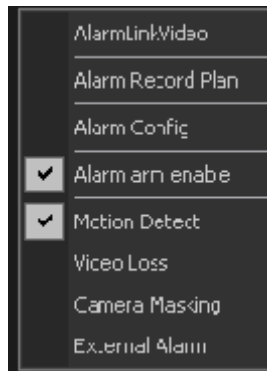 AlarmLinkVideo
Alarm Record Plan
Alarm Config
Alarm arm enabe
Motion Detect
Video Loss
Camera Masking
External Alarm